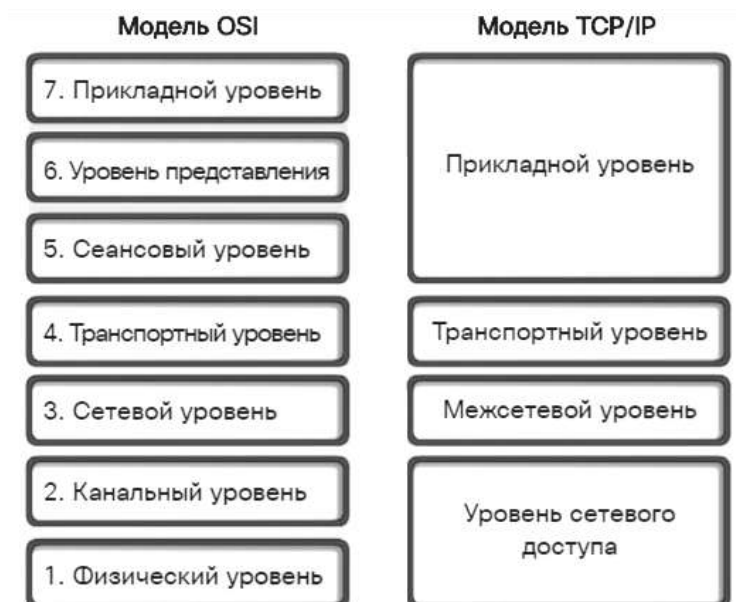 Модель OSI
7. Прикладной уровень
6. Уровень представления
5. Сеансовый уровень
4. Транспортный уровень
3. Сетевой уровень
2. Канальный уровень
1. Физический уровень
Модель TCP/IP
Прикладной уровень
Транспортный уровень
Межсетевой уровень
Уровень сетевого
доступа